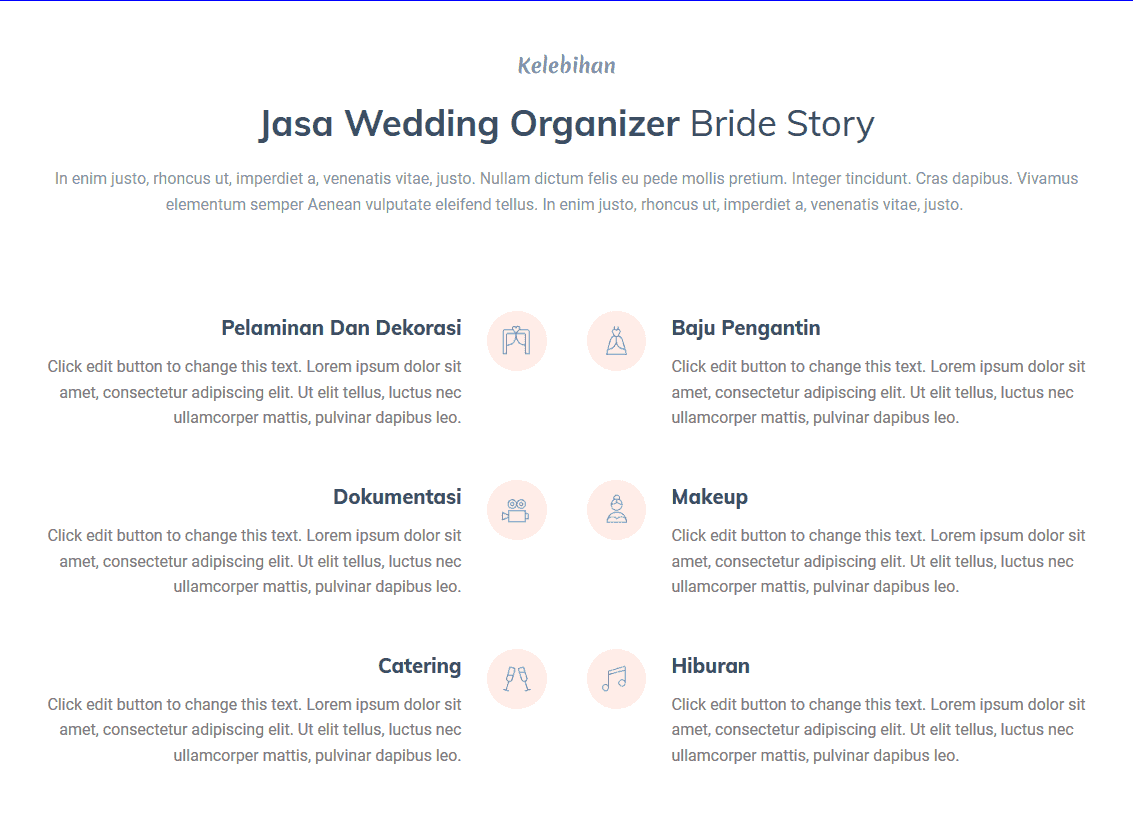 Kelebihan
Jasa Wedding Organizer Bride Story
In enim justo, rhoncus ut, imperdiet a, venenatis vitae, justo. Nullam dictum felis eu pede mollis pretium. Integer tincidunt. Cras dapibus. Vivamus
elementum semper Aenean vulputate eleifend tellus. In enim justo, rhoncus ut, imperdiet a, venenatis vitae, justo.
Pelaminan Dan Dekorasi
Click edit button to change this text. Lorem ipsum dolor sit
amet, consectetur adipiscing elit. Ut elit tellus, luctus nec
ullamcorper mattis, pulvinar dapibus leo.
Baju Pengantin
Click edit button to change this text. Lorem ipsum dolor sit
amet, consectetur adipiscing elit. Ut elit tellus, luctus nec
ullamcorper mattis, pulvinar dapibus leo.
Dokumentasi
Click edit button to change this text. Lorem ipsum dolor sit
amet, consectetur adipiscing elit. Ut elit tellus, luctus nec
ullamcorper mattis, pulvinar dapibus leo.
Makeup
Click edit button to change this text. Lorem ipsum dolor sit
amet, consectetur adipiscing elit. Ut elit tellus, luctus nec
ullamcorper mattis, pulvinar dapibus leo.
Catering
Click edit button to change this text. Lorem ipsum dolor sit
amet, consectetur adipiscing elit. Ut elit tellus, luctus nec
ullamcorper mattis, pulvinar dapibus leo.
Hiburan
Click edit button to change this text. Lorem ipsum dolor sit
amet, consectetur adipiscing elit. Ut elit tellus, luctus nec
ullamcorper mattis, pulvinar dapibus leo.